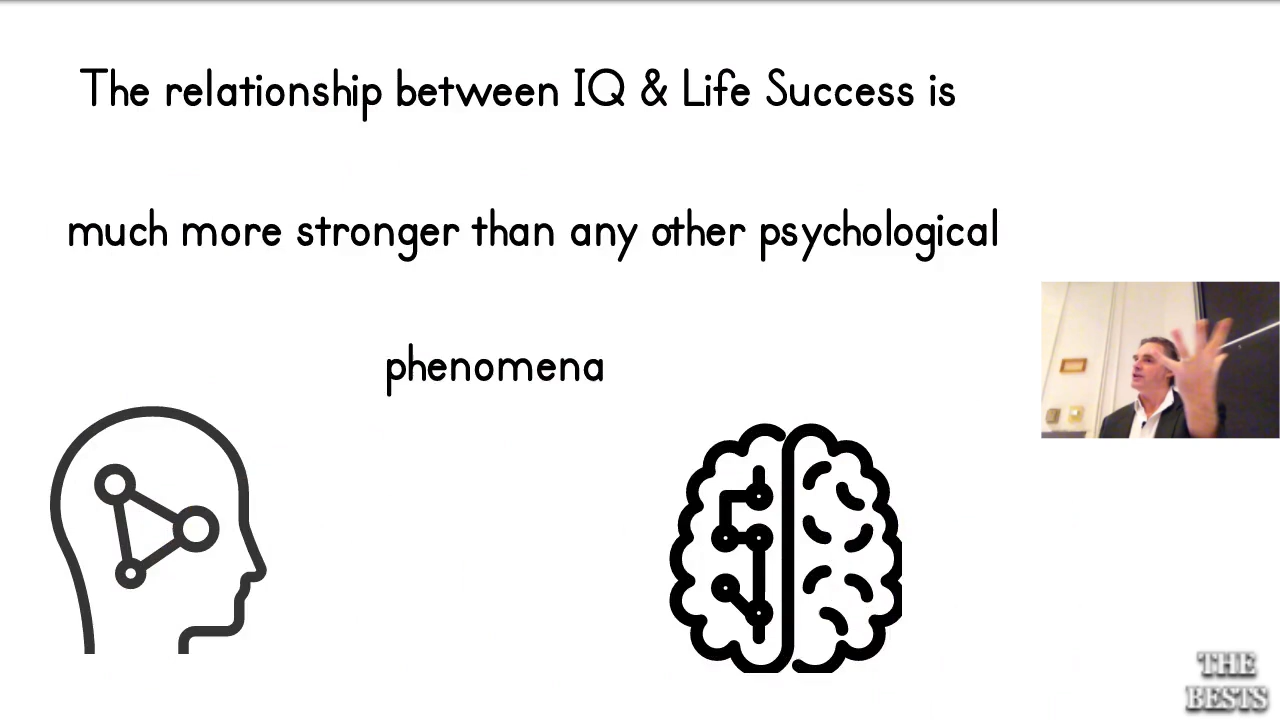 The relationship between IQ & Life Success is
much more stronger than any other psychological
phenomena
THE
BESTS